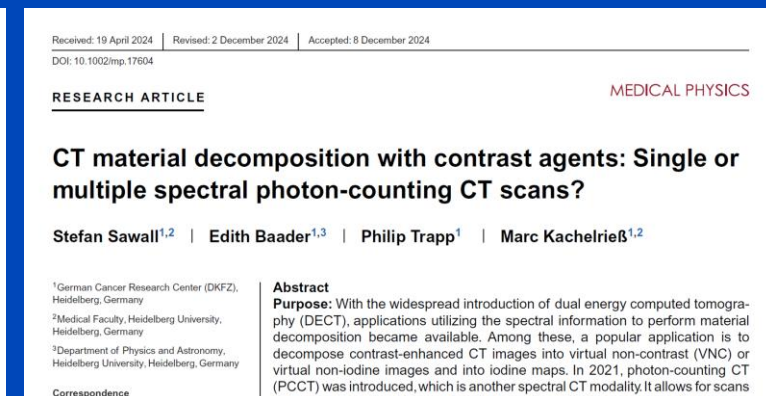 Received: 19 April 2024 | Revised: 2 December 2024 | Accepted: 8 December 2024
DOI: 10.1002/mp.17604
RESEARCH ARTICLE
MEDICAL PHYSICS
CT material decomposition with contrast agents: Single or
multiple spectral photon-counting CT scans?
Stefan Sawall1,2 | Edith Baader1,3 | Philip Trapp1 | Marc Kachelrieß1,2
1German Cancer Research Center (DKFZ),
Heidelberg, Germany
2Medical Faculty, Heidelberg University,
Heidelberg, Germany
3Department of Physics and Astronomy,
Heidelberg University, Heidelberg, Germany
Correspondence
Abstract
Purpose: With the widespread introduction of dual energy computed tomogra-
phy (DECT), applications utilizing the spectral information to perform material
decomposition became available. Among these, a popular application is to
decompose contrast-enhanced CT images into virtual non-contrast (VNC) or
virtual non-iodine images and into iodine maps. In 2021, photon-counting CT
(PCCT) was introduced, which is another spectral CT modality. It allows for scans